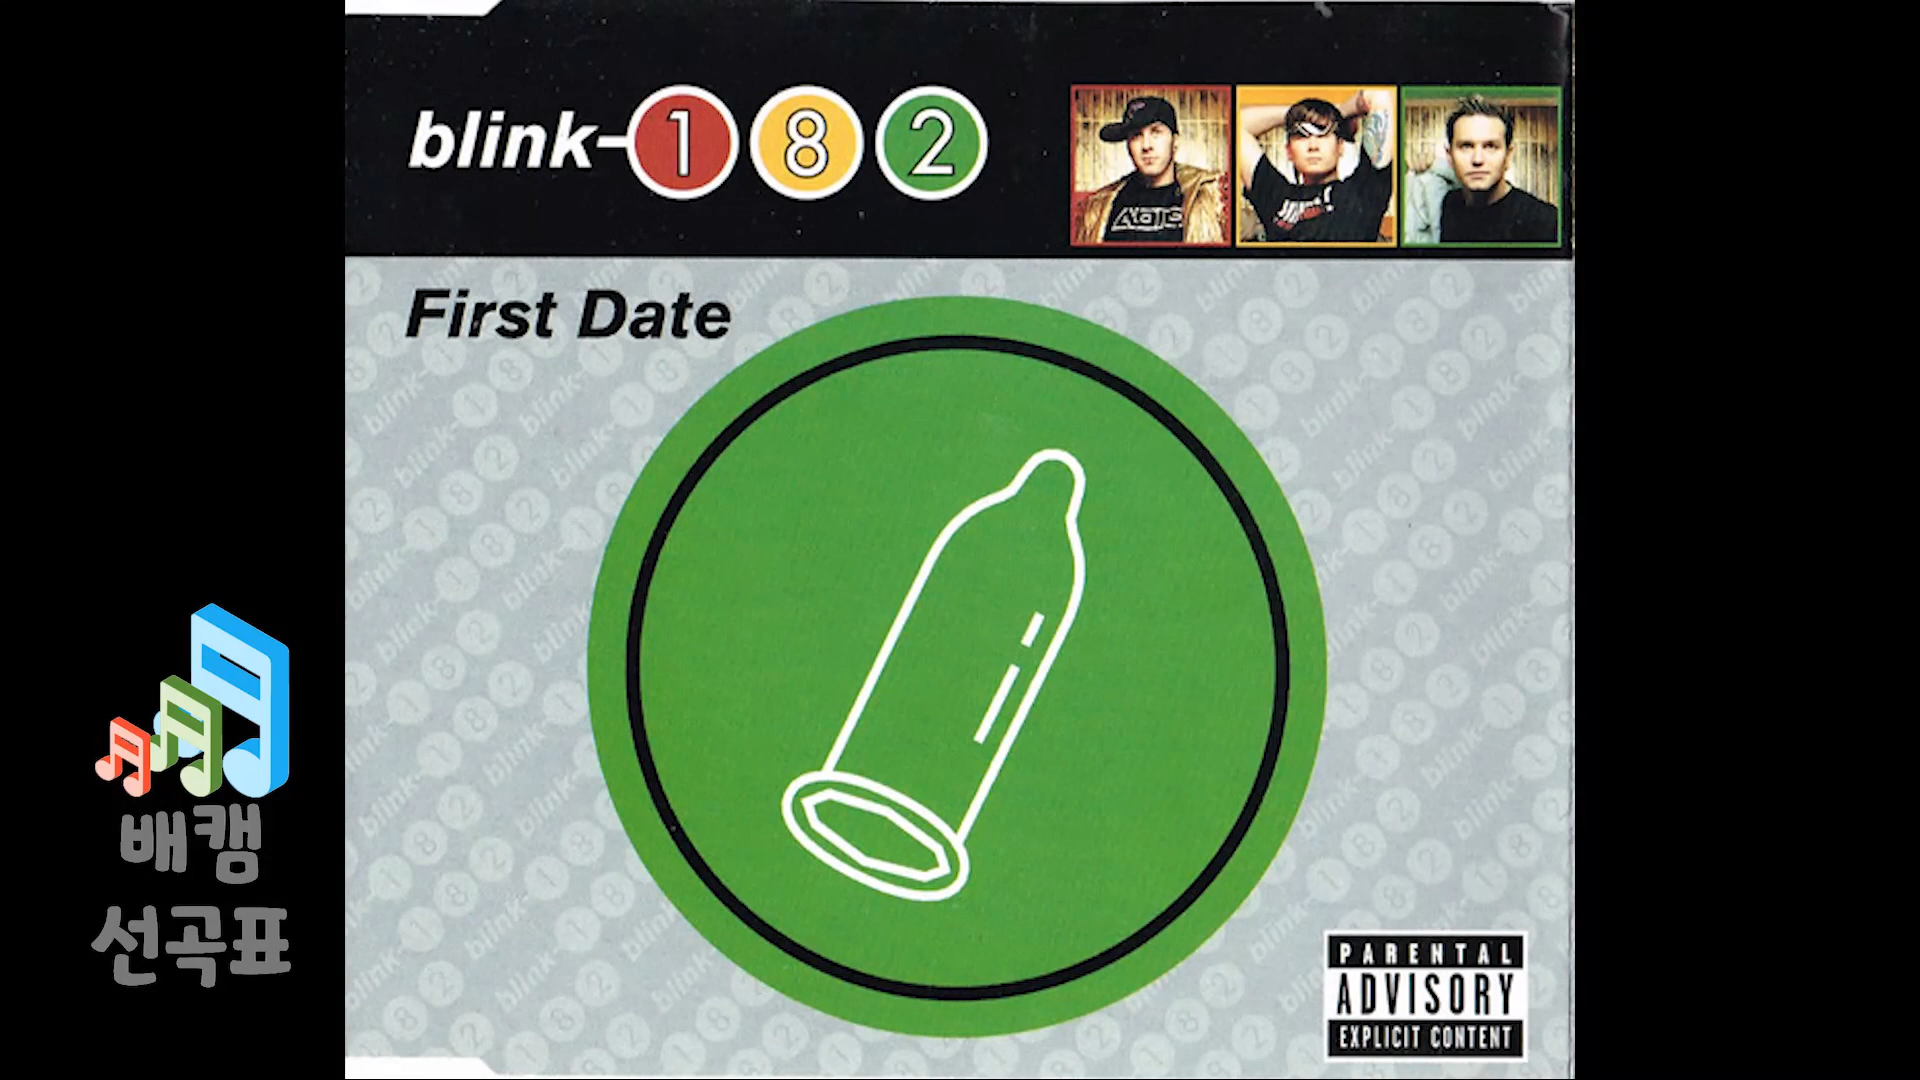 blink-182
First Date
배캠
선곡표
PARENTAL
ADVISORY
EXPLICIT CONTENT